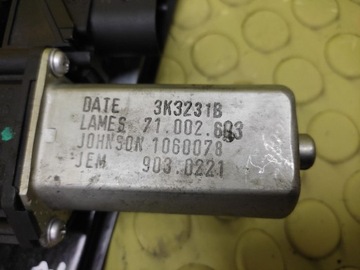 DATE 3K3231B
LAMES 71.002.603
JOHNSON 1060078
JEM 903.0221